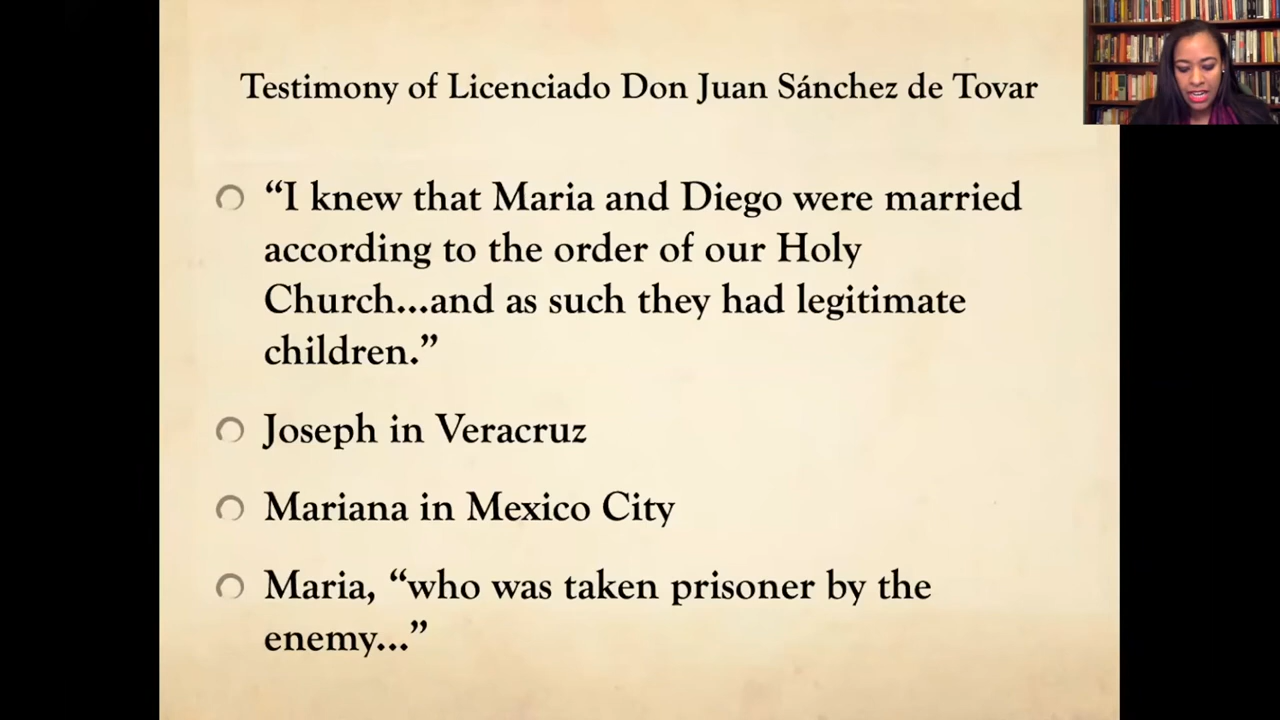 Testimony of Licenciado Don Juan Sánchez de Tovar
“I knew that Maria and Diego were married
according to the order of our Holy
Church...and as such they had legitimate
children.”
Joseph in Veracruz
Mariana in Mexico City
Maria, “who was taken prisoner by the
enemy...”